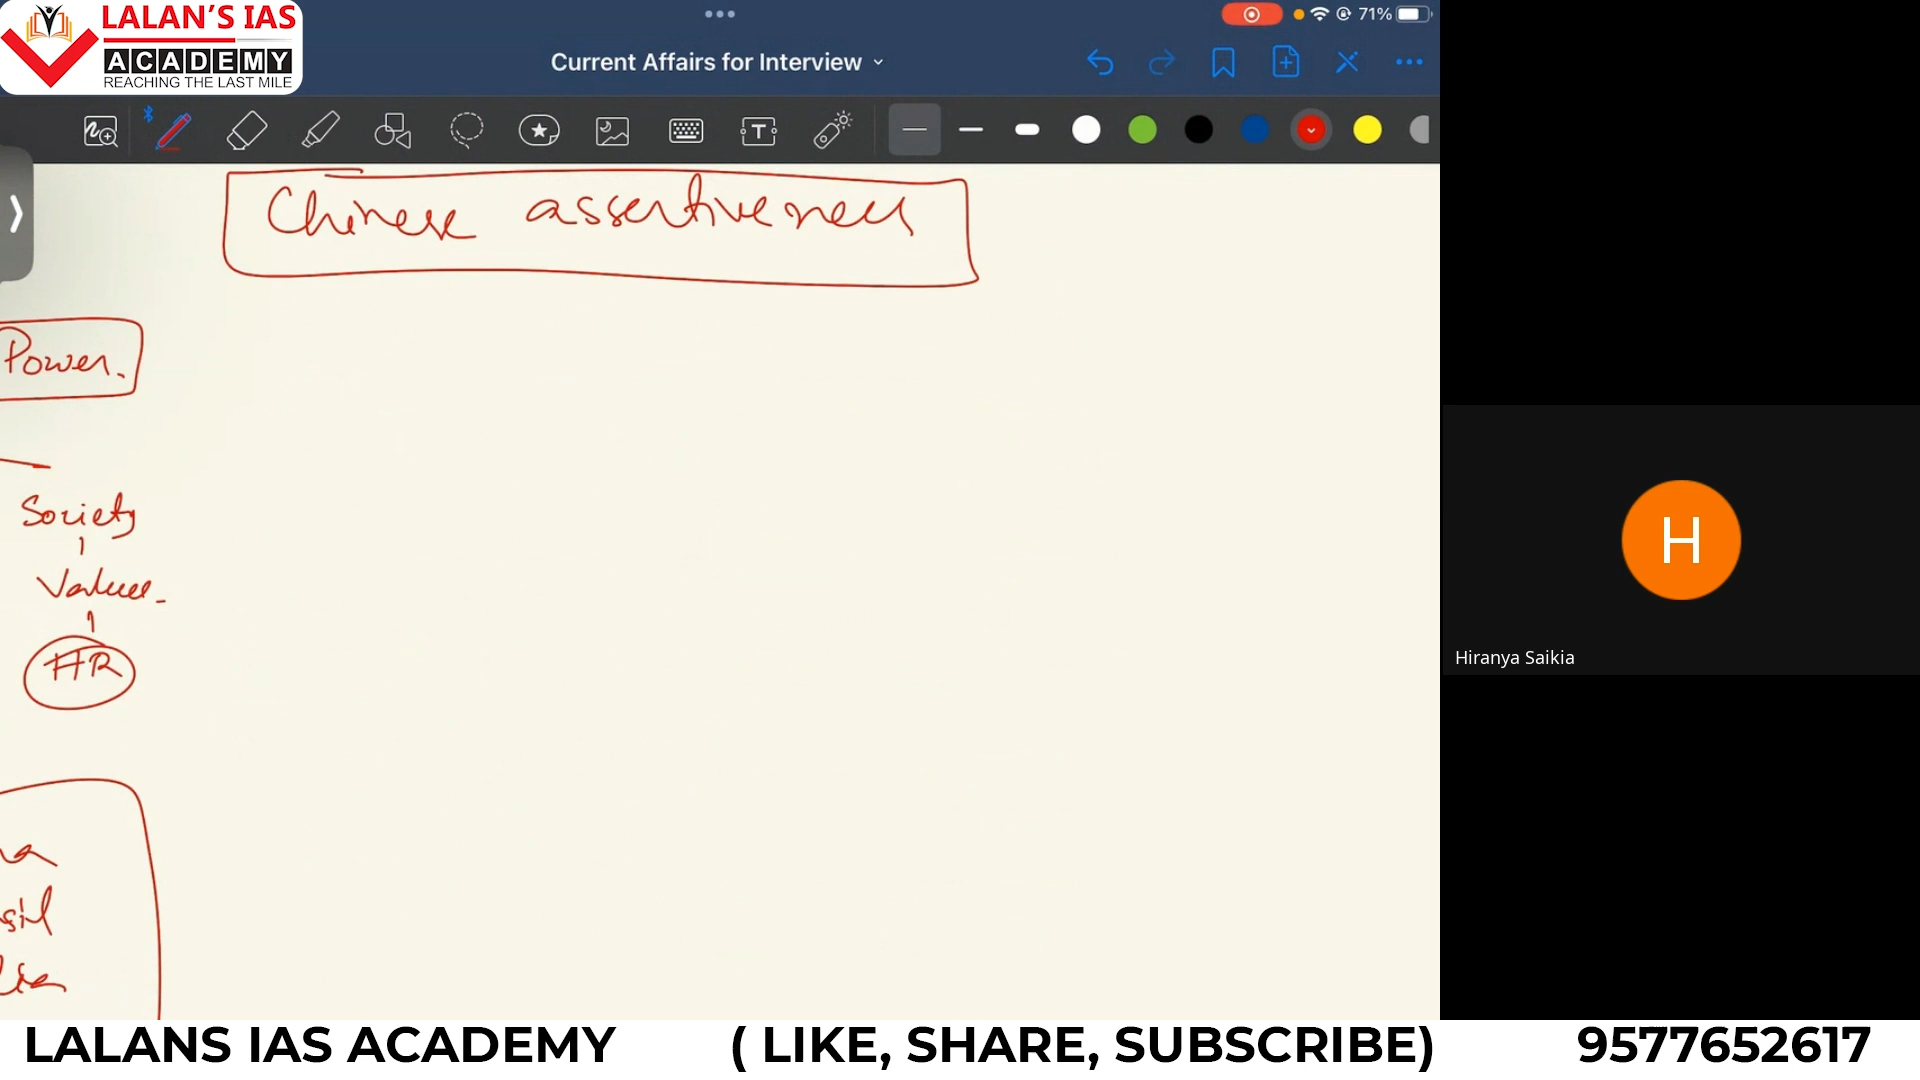 LALAN'S IAS
ACADEMY
REACHING THE LAST MILE
Current Affairs for Interview
71%
T
Chinese assertiveness
Power.
Society
Values
HR
H
Hiranya Saikia
LALANS IAS ACADEMY ( LIKE, SHARE, SUBSCRIBE) 9577652617